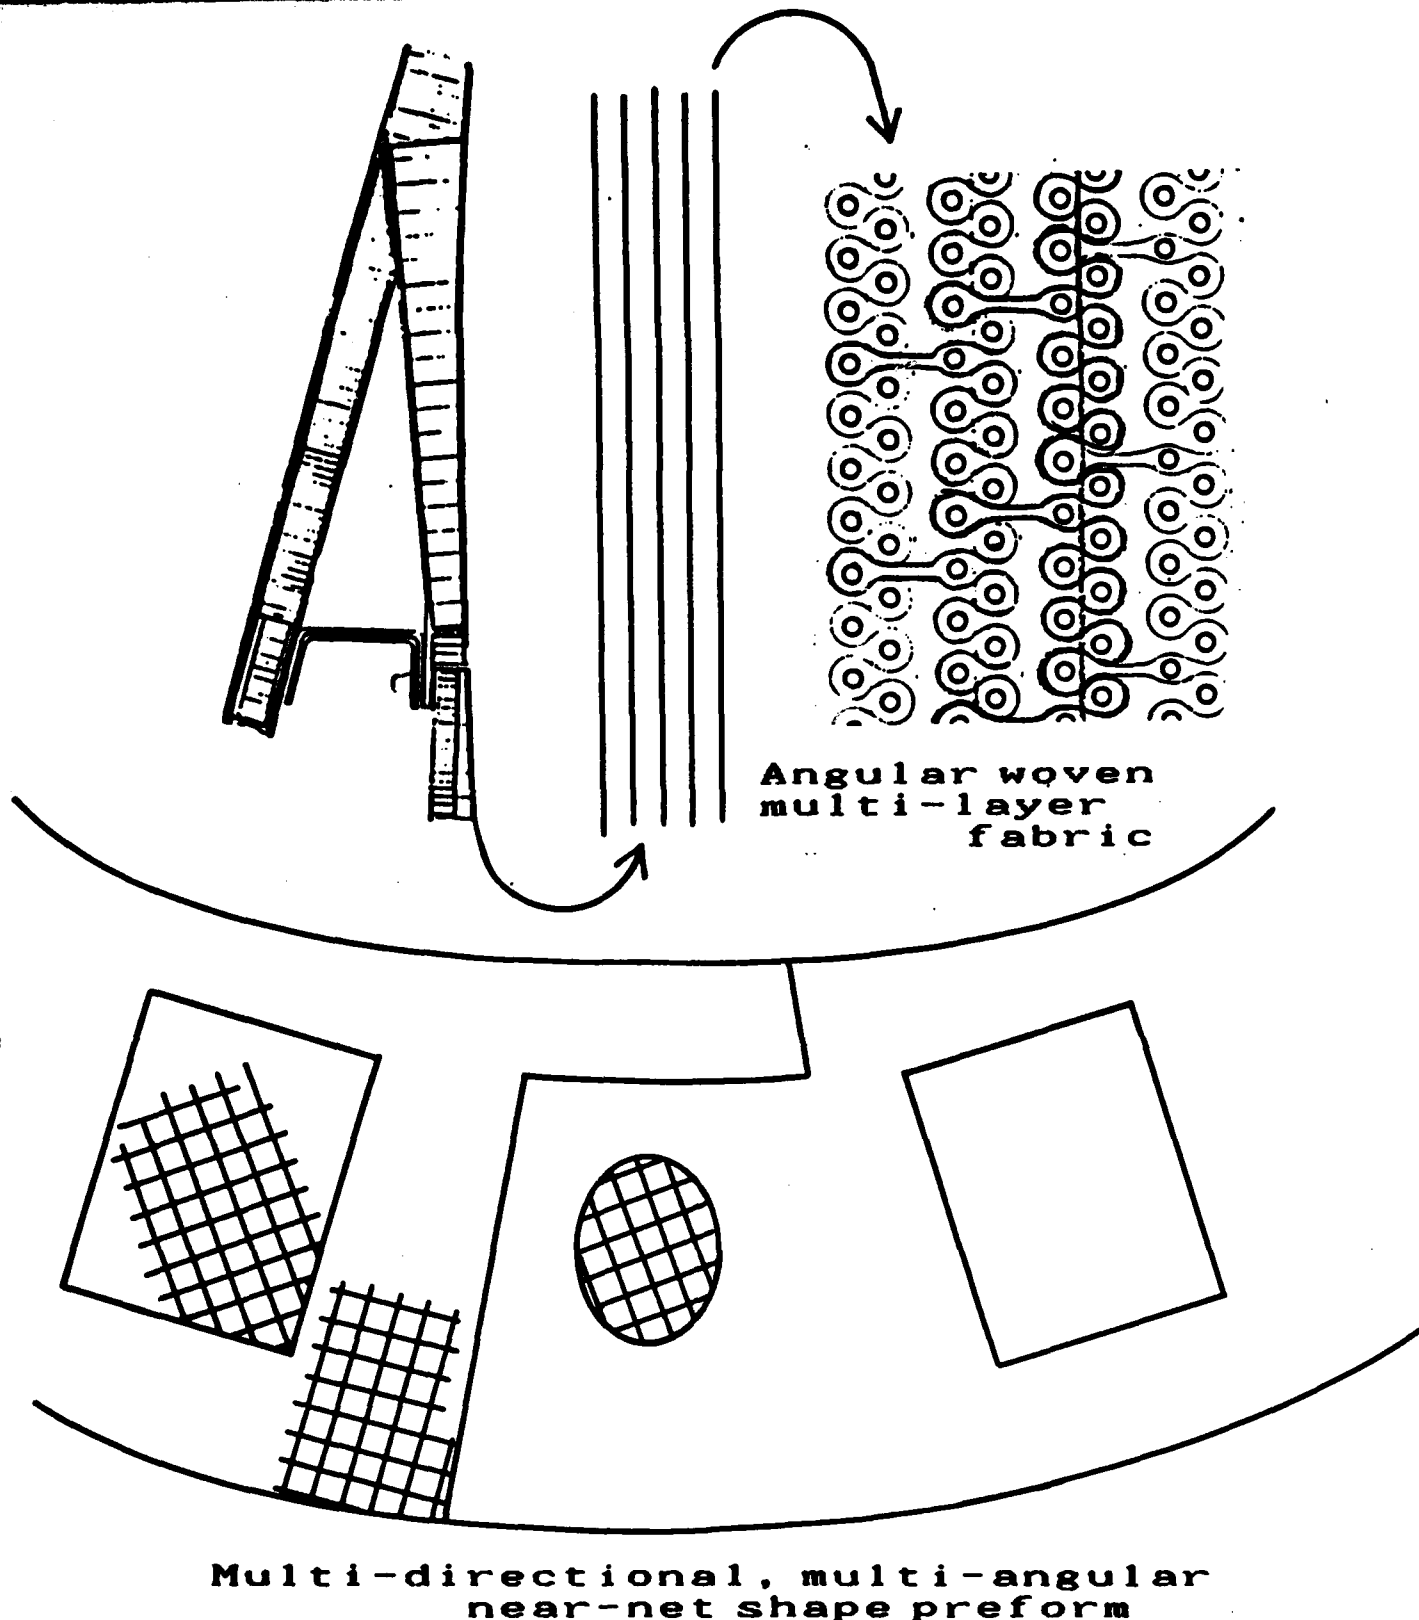 Angular woven
multi-layer
fabric
Multi-directional, multi-angular
near-net shape preform